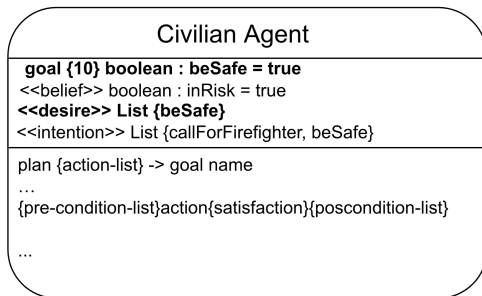 Civilian Agent
goal {10} boolean : beSafe = true
<<belief>> boolean : inRisk = true
<<desire>> List {beSafe}
<<intention>> List {callForFirefighter, beSafe}
plan {action-list} -> goal name
...
{pre-condition-list}action{satisfaction}{poscondition-list}
...